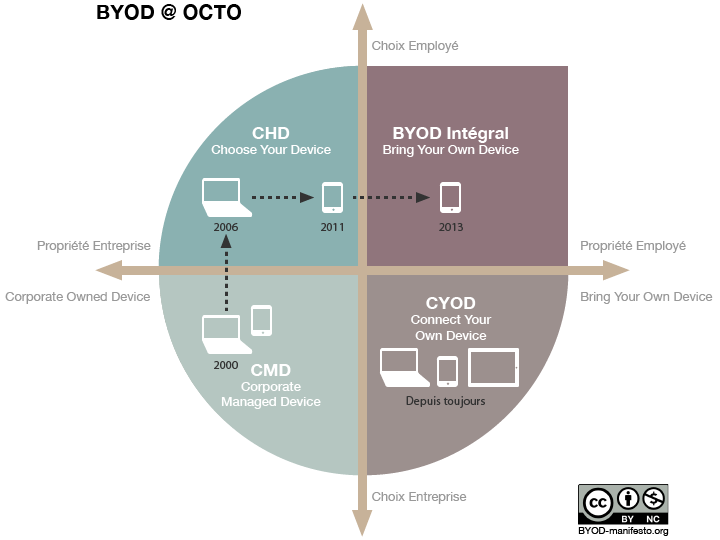 BYOD @ OCTO
Choix Employé
CHD
Choose Your Device
BYOD Intégral
Bring Your Own Device
2006
2011
2013
Propriété Entreprise
Propriété Employé
Corporate Owned Device
Bring Your Own Device
CYOD
Connect Your
Own Device
2000
CMD
Corporate
Managed Device
Depuis toujours
Choix Entreprise
CC
BY NC
BYOD-manifesto.org